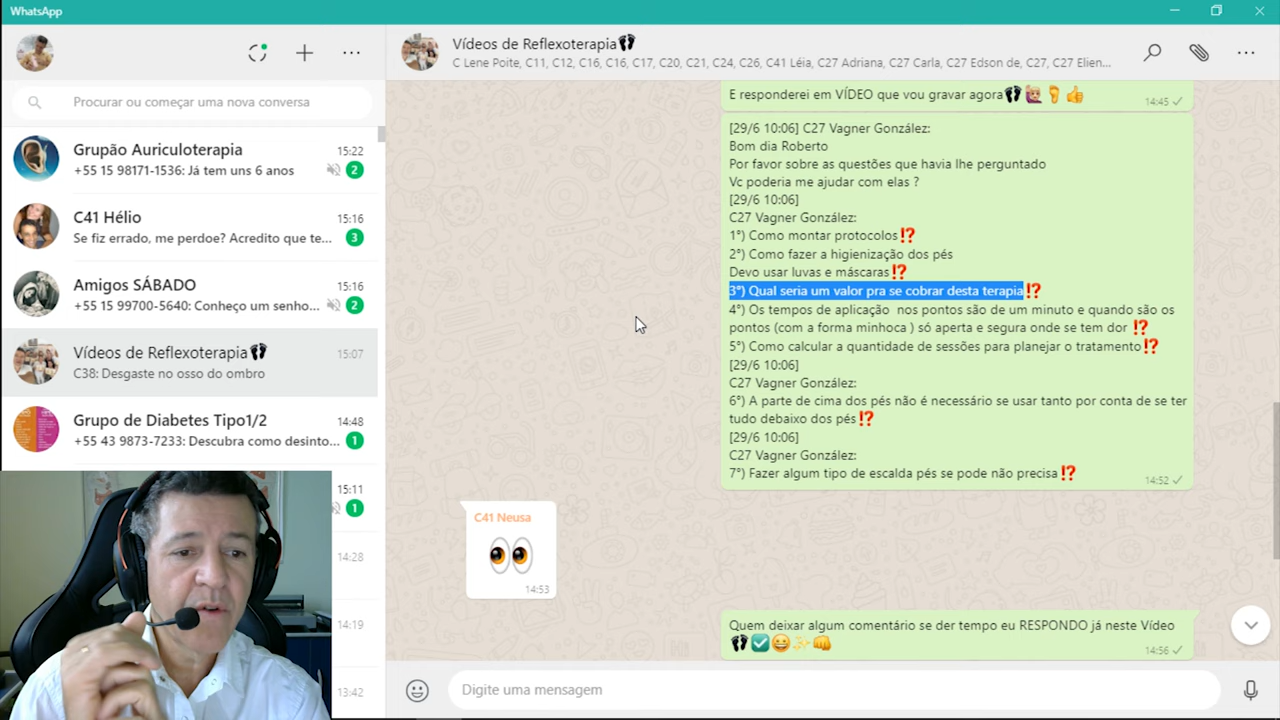 WhatsApp
Procurar ou começar uma nova conversa
Grupão Auriculoterapia
15:22
+55 15 98171-1536: Já tem uns 6 anos
2
C41 Hélio
15:16
Se fiz errado, me perdoe? Acredito que te...
3
Amigos SÁBADO
15:16
+55 15 99700-5640: Conheço um senho...
2
Vídeos de Reflexoterapia👣
15:07
C38: Desgaste no osso do ombro
Grupo de Diabetes Tipo1/2
14:48
+55 43 9873-7233: Descubra como desinto...
1
15:11
1
14:28
14:19
13:42
Vídeos de Reflexoterapia👣
C Lene Poite, C11, C12, C16, C16, C17, C20, C21, C24, C26, C41 Léia, C27 Adriana, C27 Carla, C27 Edson de, C27, C27 Elien...
E responderei em VÍDEO que vou gravar agora👣🙋🏼‍♀️🦶👍
14:45
[29/6 10:06] C27 Vagner González:
Bom dia Roberto
Por favor sobre as questões que havia lhe perguntado
Vc poderia me ajudar com elas ?
[29/6 10:06]
C27 Vagner González:
1°) Como montar protocolos⁉️
2°) Como fazer a higienização dos pés
Devo usar luvas e máscaras⁉️
3°) Qual seria um valor pra se cobrar desta terapia⁉️
4°) Os tempos de aplicação nos pontos são de um minuto e quando são os
pontos (com a forma minhoca ) só aperta e segura onde se tem dor ⁉️
5°) Como calcular a quantidade de sessões para planejar o tratamento⁉️
[29/6 10:06]
C27 Vagner González:
6°) A parte de cima dos pés não é necessário se usar tanto por conta de se ter
tudo debaixo dos pés⁉️
[29/6 10:06]
C27 Vagner González:
7°) Fazer algum tipo de escalda pés se pode não precisa⁉️
14:52
C41 Neusa
👀
14:53
Quem deixar algum comentário se der tempo eu RESPONDO já neste Vídeo
👣✅😀✨👊
14:56
Digite uma mensagem